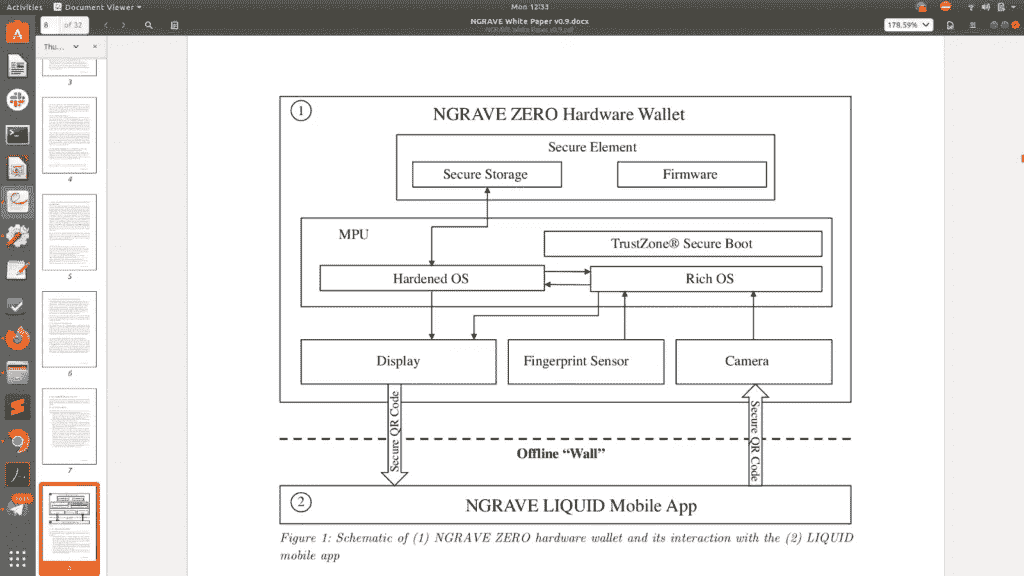 Activities
Document Viewer
Mon 12:33
8
of 32
NGRAVE White Paper v0.9.docx
178.59%
Thu...
3
4
5
6
7
1
NGRAVE ZERO Hardware Wallet
Secure Element
Secure Storage
Firmware
MPU
TrustZone® Secure Boot
Hardened OS
Rich OS
Display
Fingerprint Sensor
Camera
Secure QR Code
Secure QR Code
Offline “Wall”
2
NGRAVE LIQUID Mobile App
Figure 1: Schematic of (1) NGRAVE ZERO hardware wallet and its interaction with the (2) LIQUID
mobile app